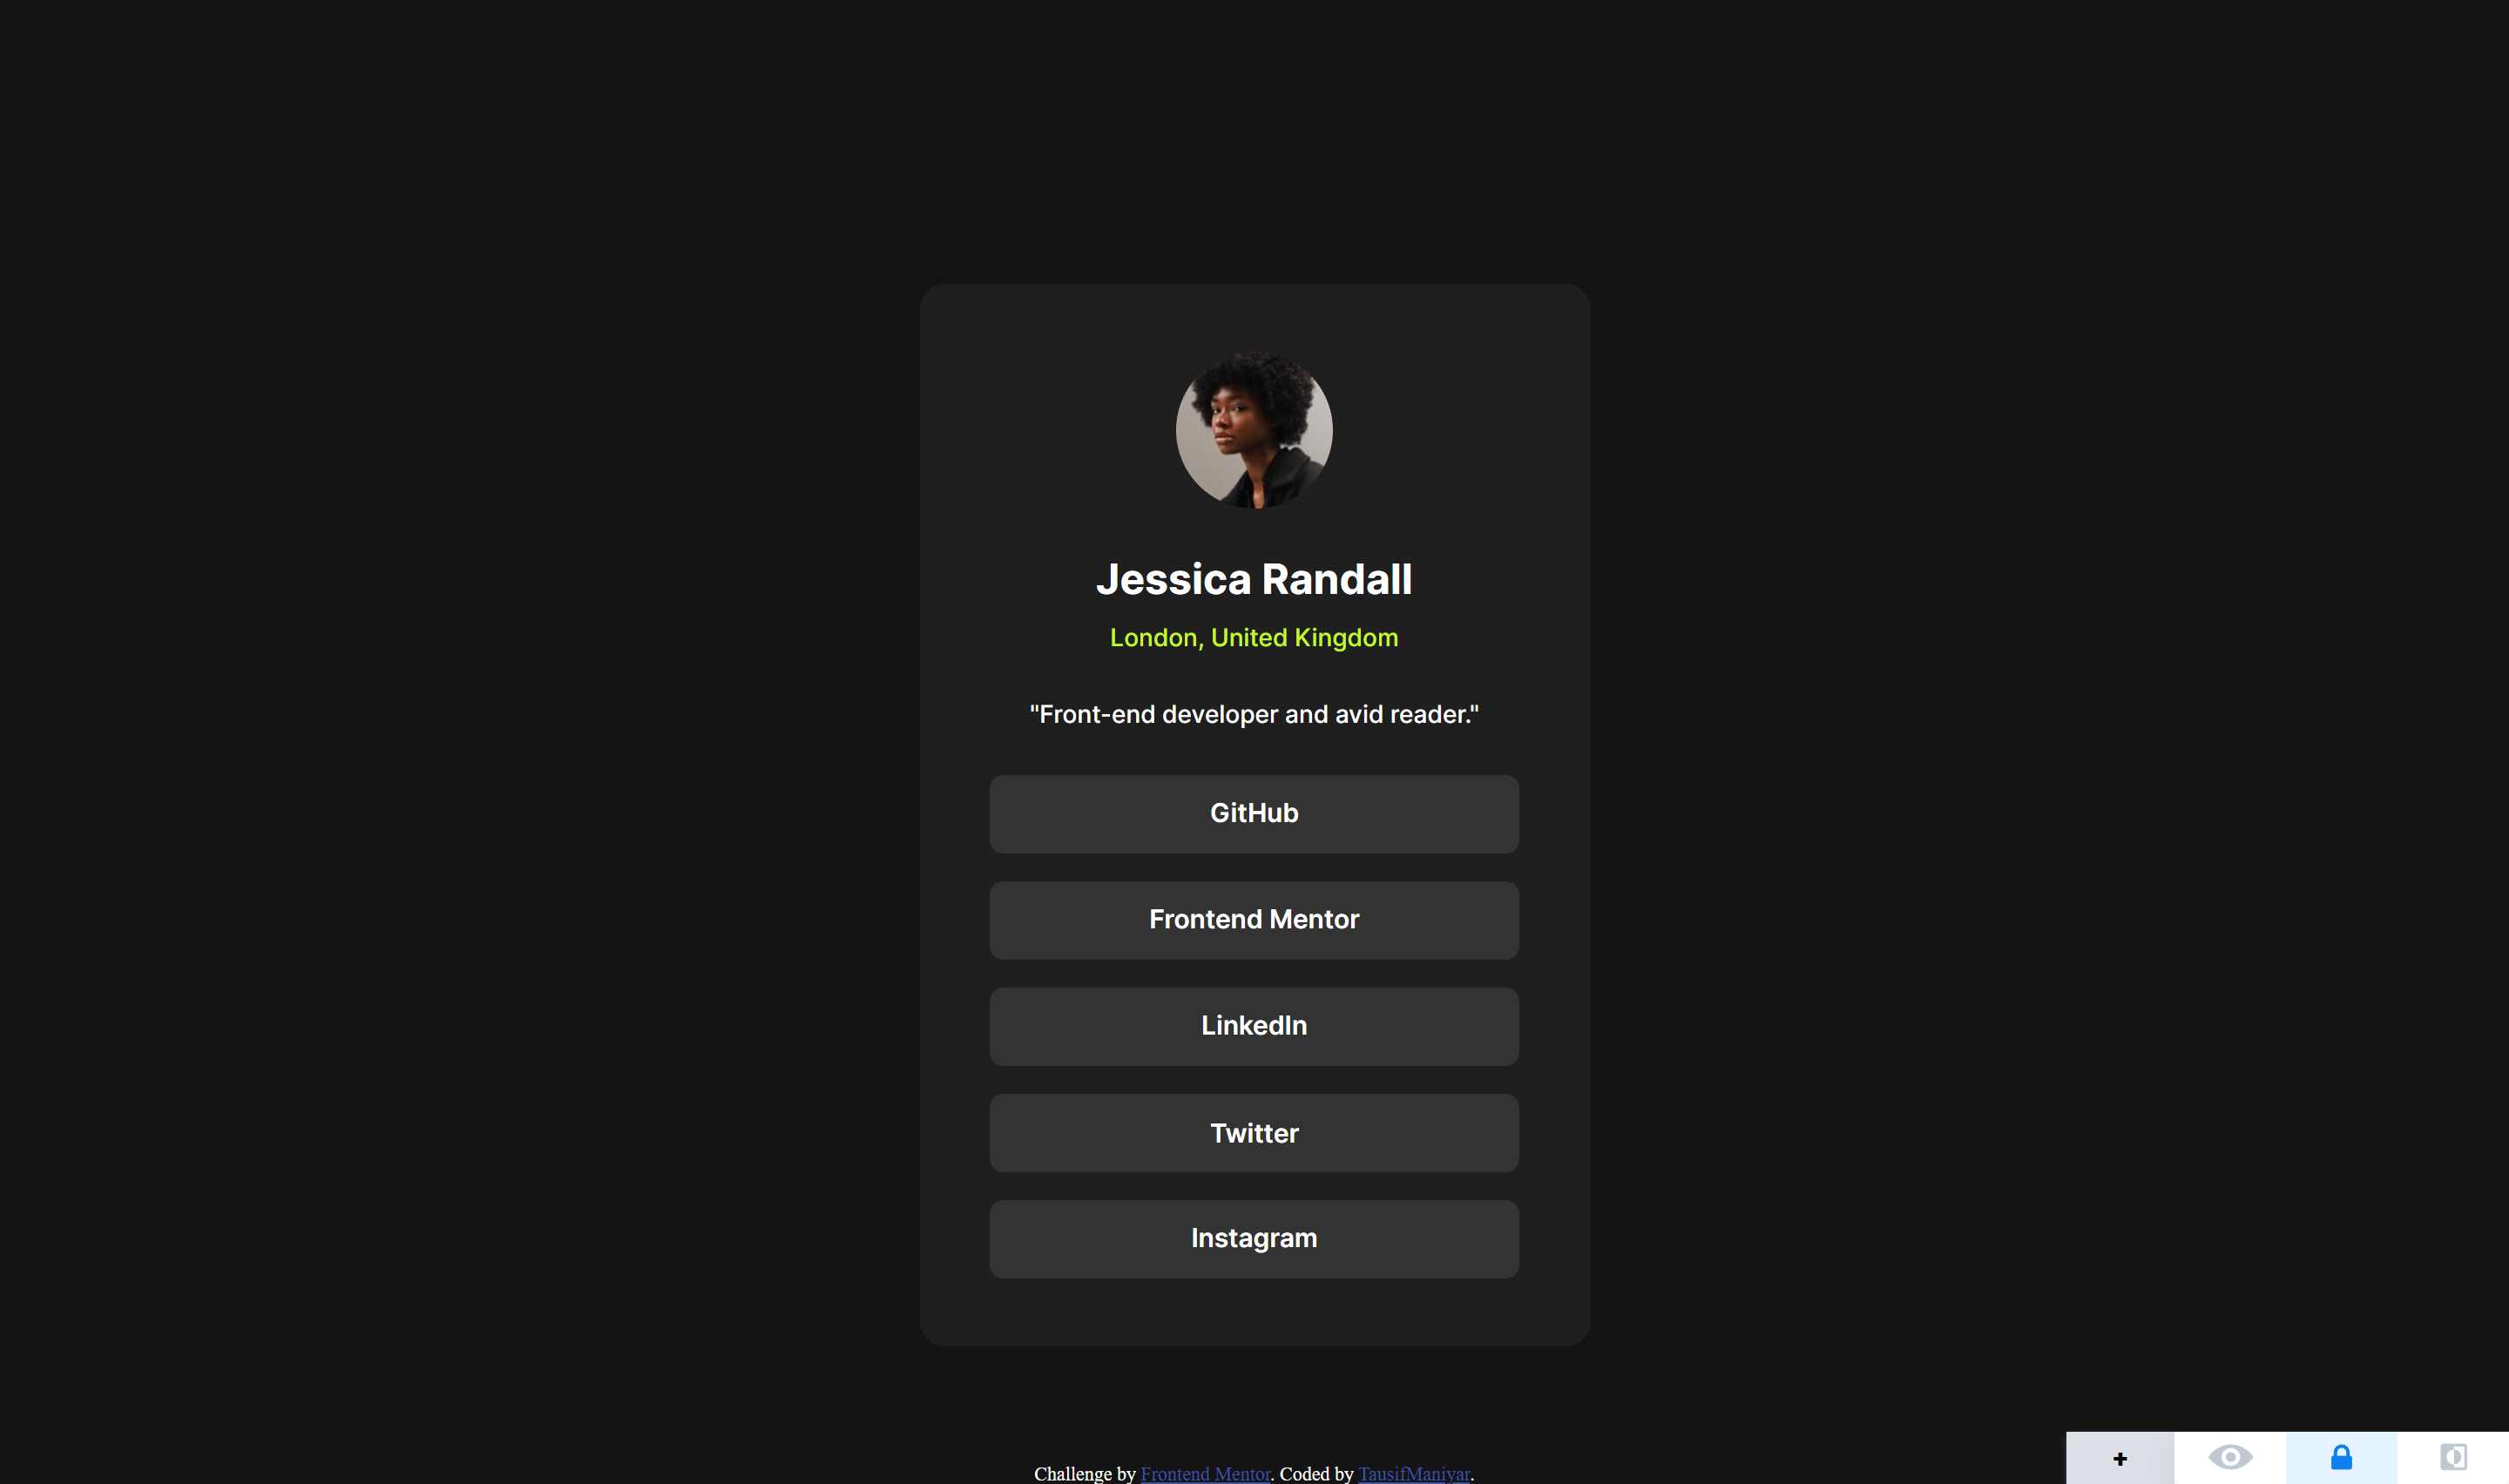 Jessica Randall
London, United Kingdom
"Front-end developer and avid reader."
GitHub
Frontend Mentor
LinkedIn
Twitter
Instagram
Challenge by Frontend Mentor. Coded by TausifManiyar.
+